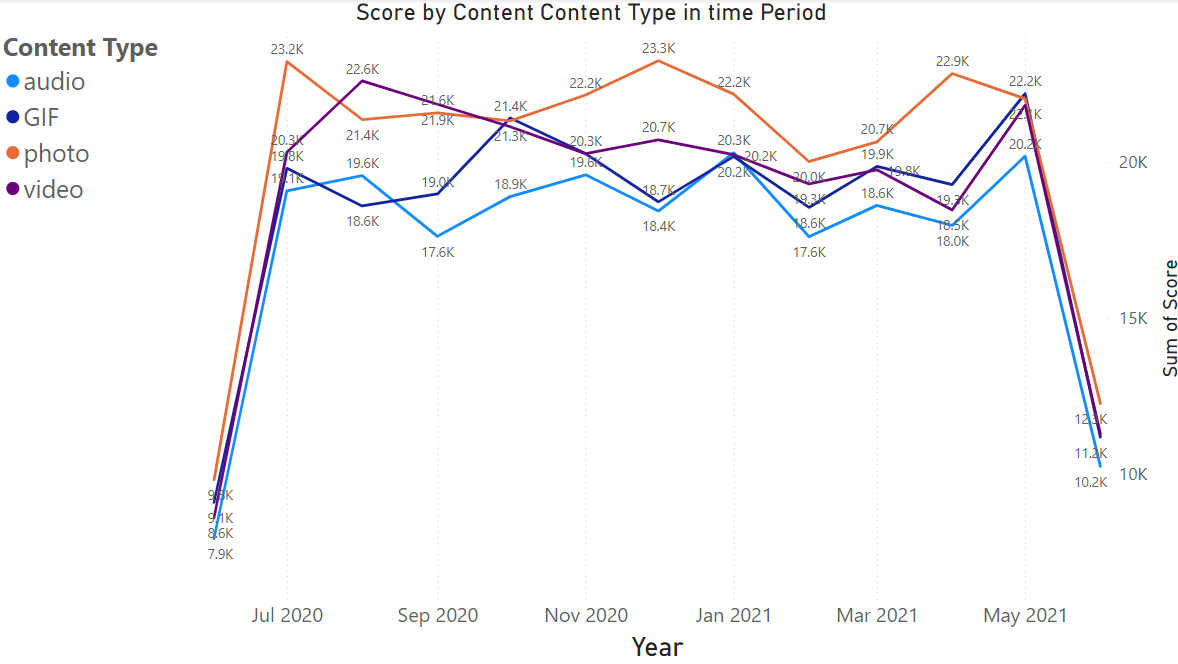 Score by Content Content Type in time Period
Content Type
audio
GIF
photo
video
23.2K
20.3K
19.8K
19.1K
22.6K
21.4K
19.6K
18.6K
21.6K
21.9K
19.0K
17.6K
21.4K
21.3K
18.9K
22.2K
20.3K
19.6K
23.3K
20.7K
18.7K
18.4K
22.2K
20.3K
20.2K
20.2K
20.0K
19.3K
18.6K
17.6K
20.7K
19.9K
19.8K
18.6K
22.9K
19.3K
18.5K
18.0K
22.2K
20.2K
12.3K
11.2K
10.2K
9.1K
8.6K
7.9K
20K
15K
10K
Sum of Score
Jul 2020
Sep 2020
Nov 2020
Jan 2021
Mar 2021
May 2021
Year